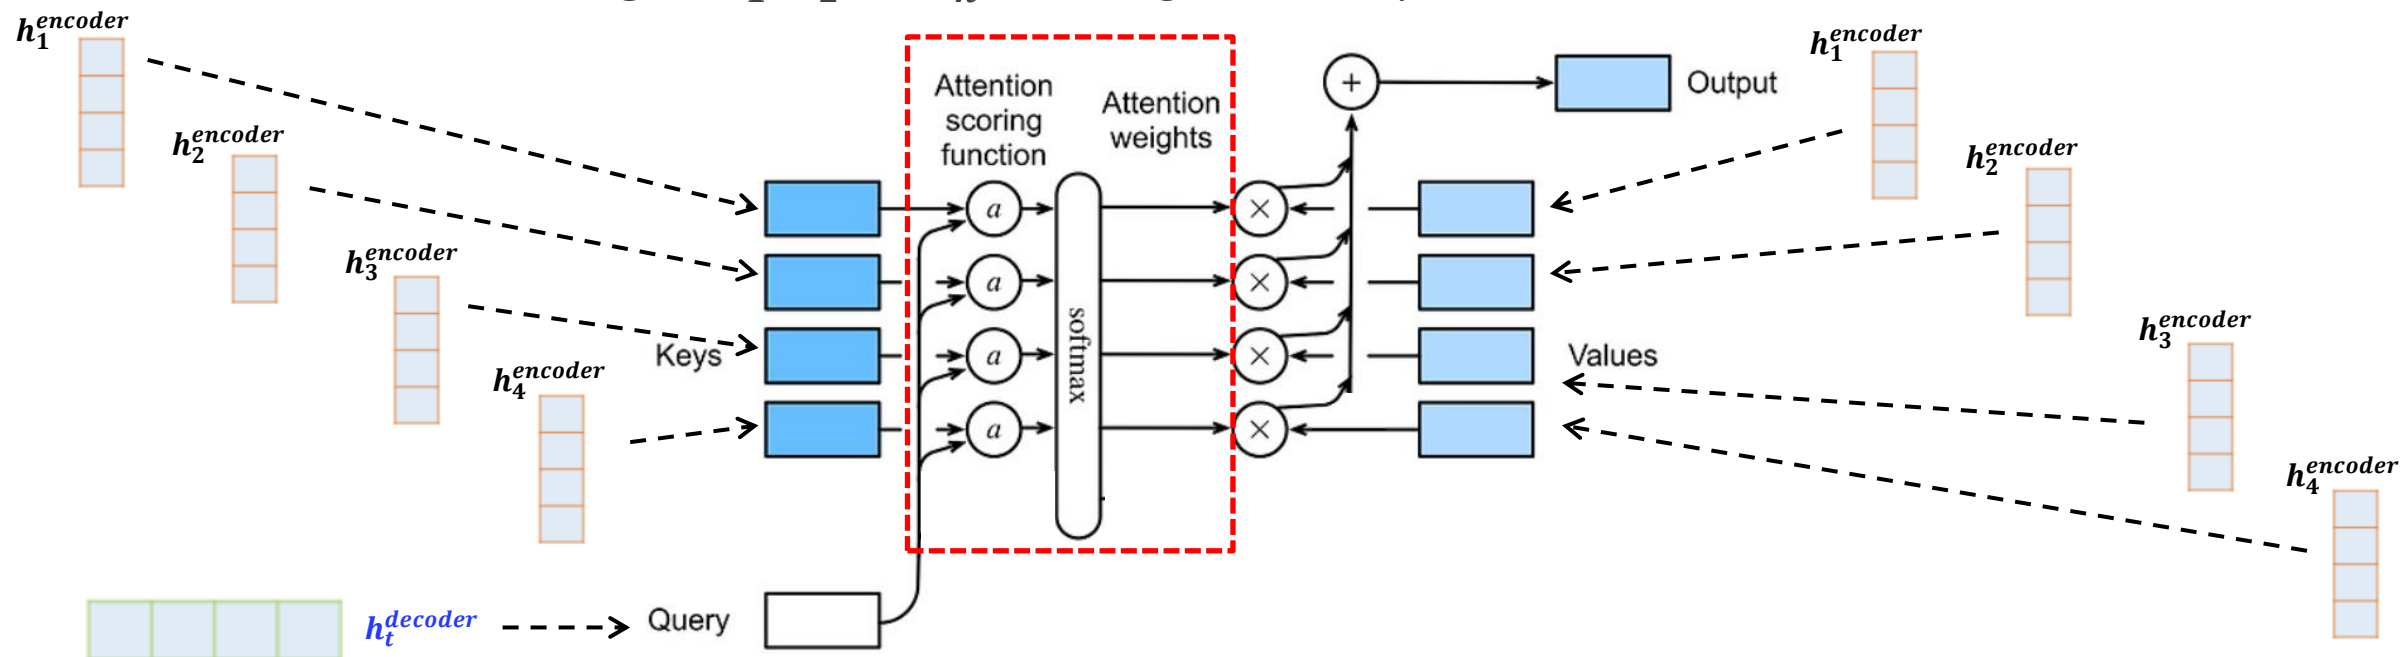 h_1^encoder
h_2^encoder
h_3^encoder
h_4^encoder
Keys
h_t^decoder
Query
Attention
scoring
function
Attention
weights
a
a
a
a
softmax
+
×
×
×
×
Output
Values
h_1^encoder
h_2^encoder
h_3^encoder
h_4^encoder